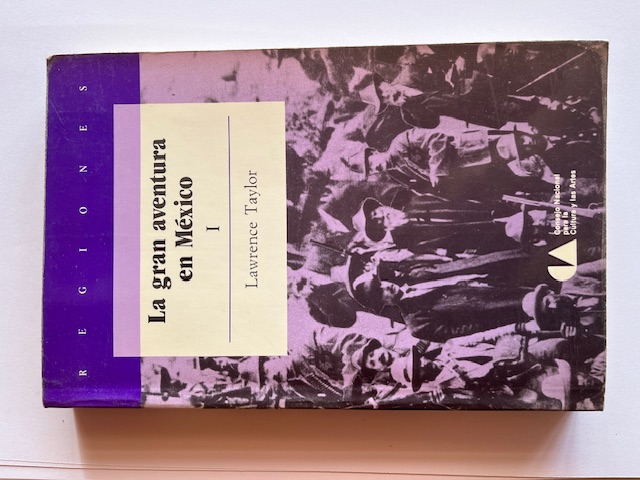 REGIONES
La gran aventura
en México
I
Lawrence Taylor
Consejo Nacional
para la
Cultura y las Artes